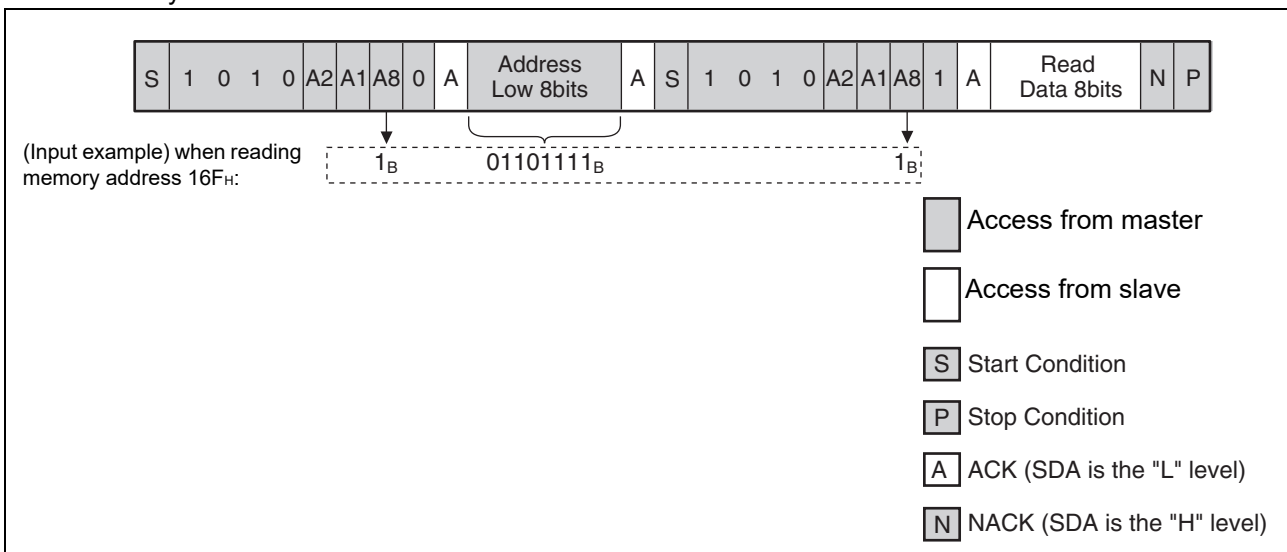 S 1 0 1 0 A2 A1 A8 0 A Address Low 8bits A S 1 0 1 0 A2 A1 A8 1 A Read Data 8bits N P
(Input example) when reading
memory address 16FH:
1B 01101111B 1B
Access from master
Access from slave
S Start Condition
P Stop Condition
A ACK (SDA is the "L" level)
N NACK (SDA is the "H" level)